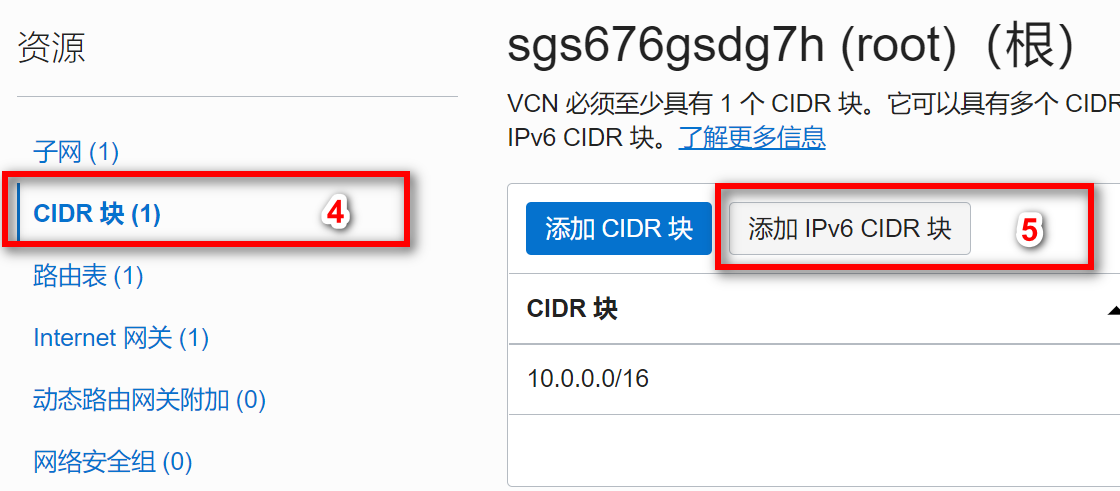 资源
子网 (1)
CIDR 块 (1)
4
路由表 (1)
Internet 网关 (1)
动态路由网关附加 (0)
网络安全组 (0)
sgs676gsdg7h (root)（根）
VCN 必须至少具有 1 个 CIDR 块。它可以具有多个 CIDR
IPv6 CIDR 块。了解更多信息
添加 CIDR 块
添加 IPv6 CIDR 块
5
CIDR 块
10.0.0.0/16